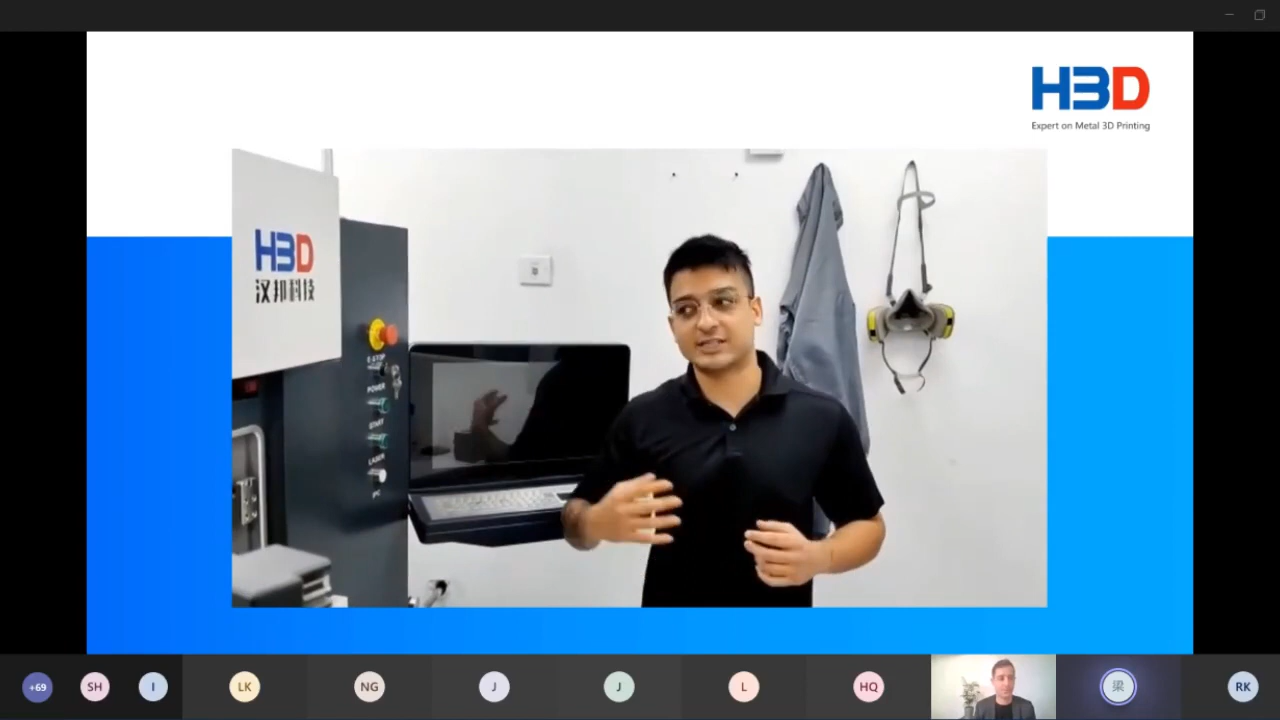 H3D
Expert on Metal 3D Printing
H3D
汉邦科技
E-STOP
POWER
START
LASER
PC
+69
SH
I
LK
NG
J
J
L
HQ
梁
RK